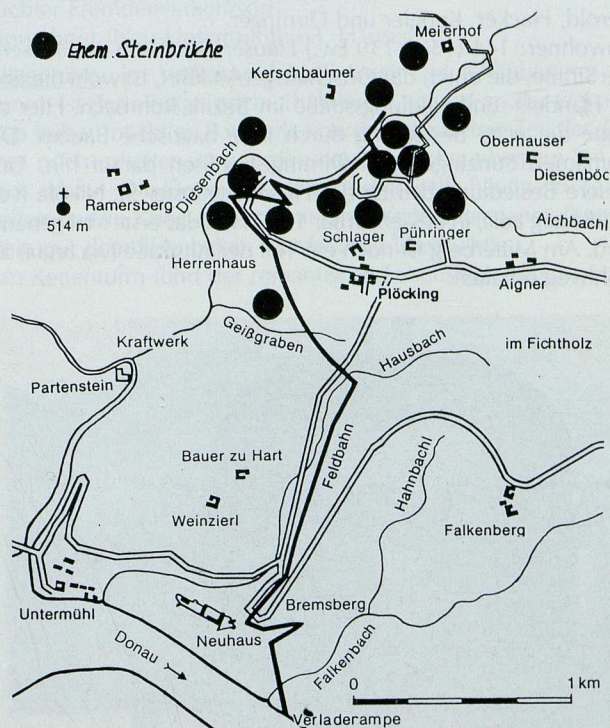 Ehem. Steinbrüche
Meierhof
Kerschbaumer
Oberhauser
Diesenböck
Diesenbach
Ramersberg
514 m
Aichbachl
Pühringer
Schlager
Herrenhaus
Aigner
Plöcking
Geißgraben
Kraftwerk
im Fichtholz
Hausbach
Partenstein
Feldbahn
Bauer zu Hart
Hahnbachl
Weinzierl
Falkenberg
Untermühl
Bremsberg
Neuhaus
Donau
Falkenbach
0 1 km
Verladerampe